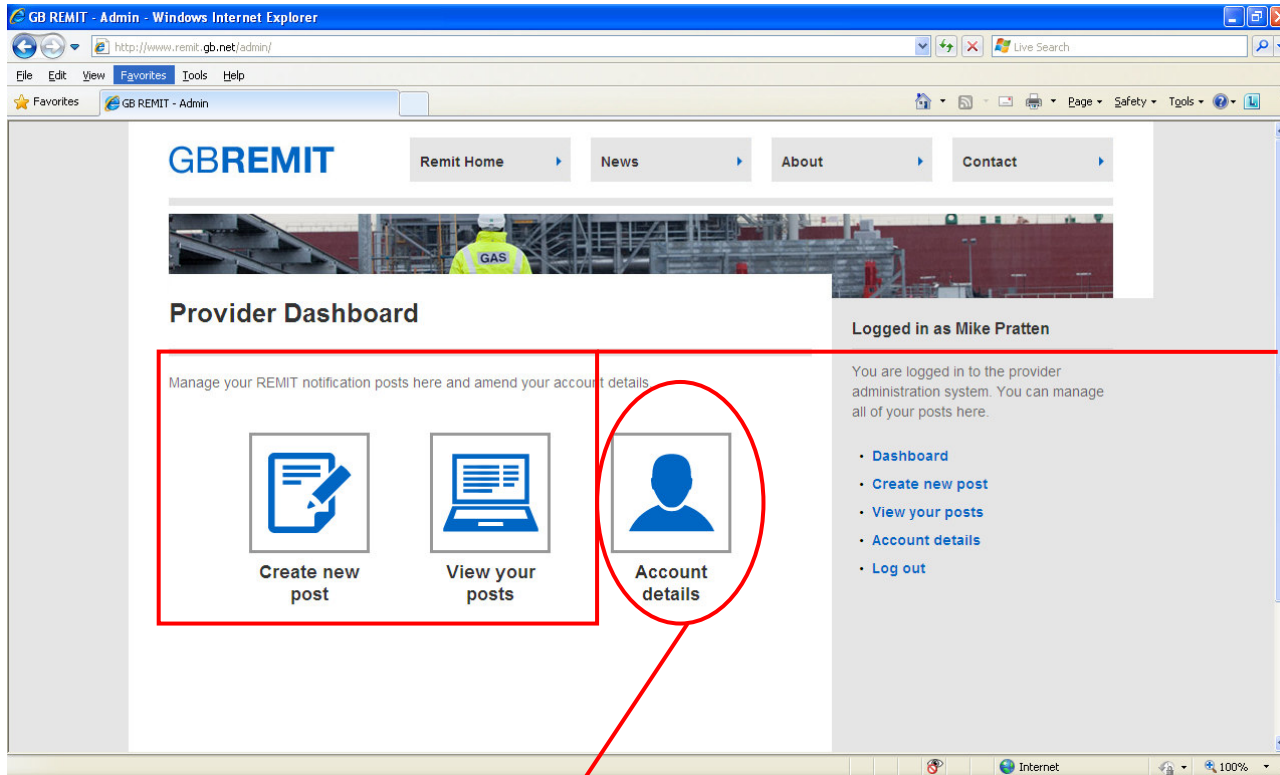 GB REMIT - Admin - Windows Internet Explorer
http://www.remit.gb.net/admin/
Live Search
File Edit View Favorites Tools Help
Favorites
GB REMIT - Admin
Page
Safety
Tools
GBREMIT
Remit Home
News
About
Contact
GAS
Provider Dashboard
Manage your REMIT notification posts here and amend your account details
Create new
post
View your
posts
Account
details
Logged in as Mike Pratten
You are logged in to the provider
administration system. You can manage
all of your posts here.
• Dashboard
• Create new post
• View your posts
• Account details
• Log out
Internet
100%